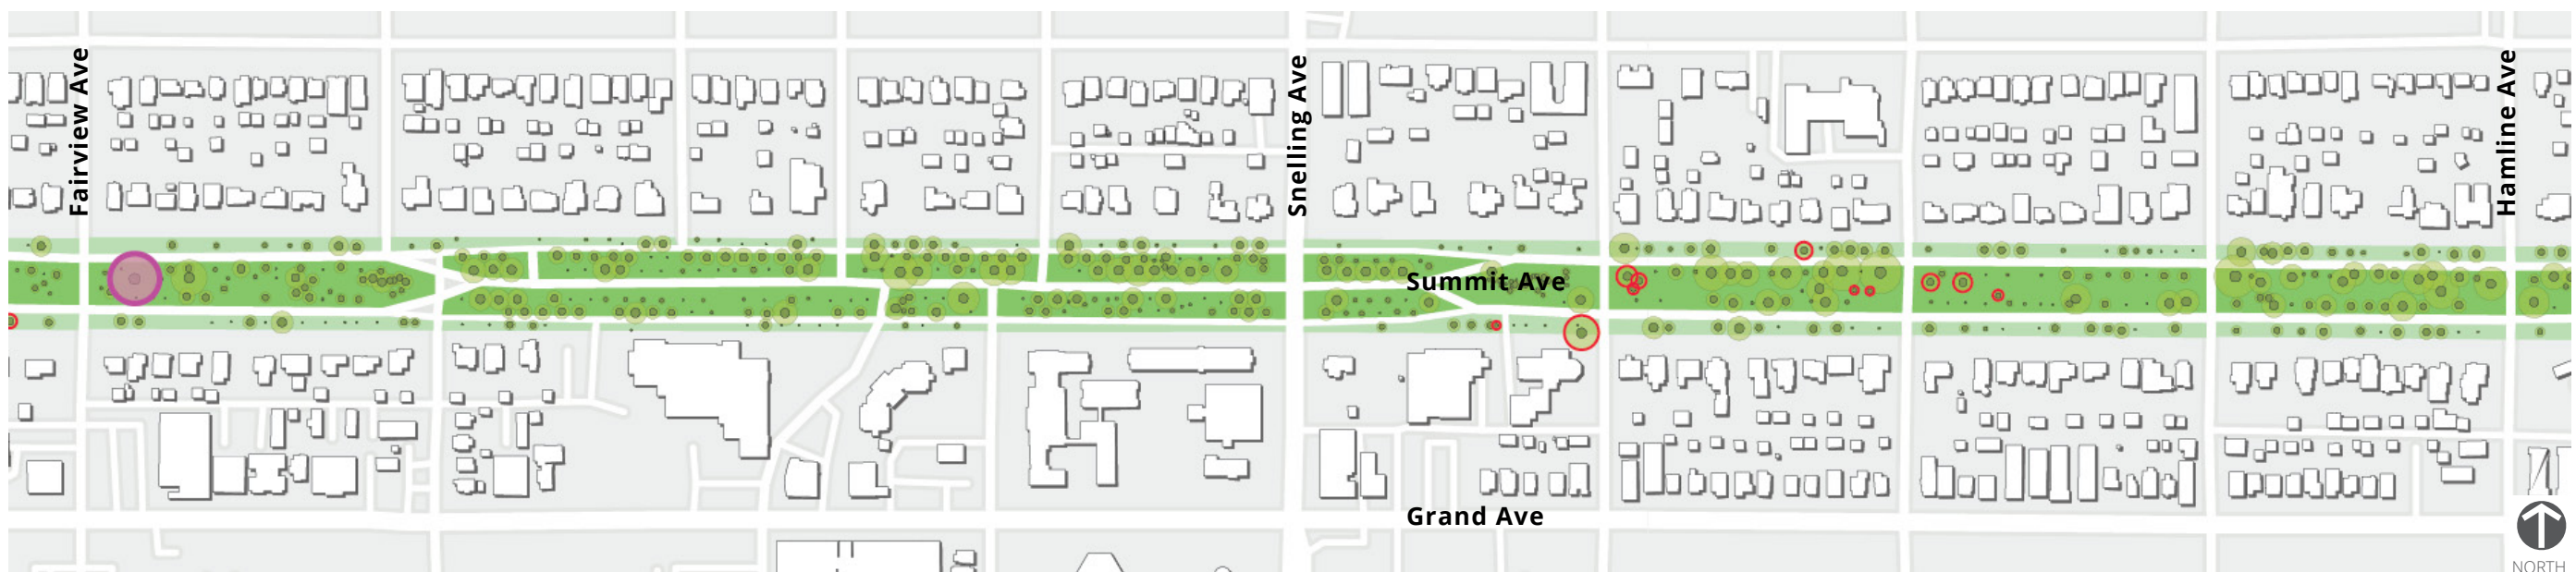 Fairview Ave
Snelling Ave
Hamline Ave
Summit Ave
Grand Ave
NORTH